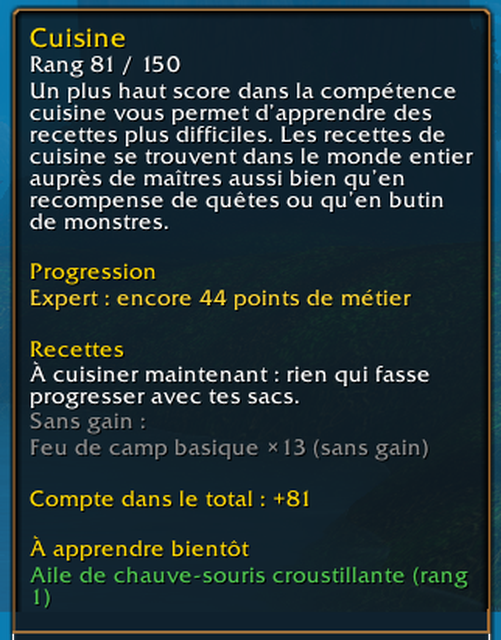 Cuisine
Rang 81 / 150
Un plus haut score dans la compétence
cuisine vous permet d'apprendre des
recettes plus difficiles. Les recettes de
cuisine se trouvent dans le monde entier
auprès de maîtres aussi bien qu'en
recompense de quêtes ou qu'en butin
de monstres.
Progression
Expert : encore 44 points de métier
Recettes
À cuisiner maintenant : rien qui fasse
progresser avec tes sacs.
Sans gain :
Feu de camp basique ×13 (sans gain)
Compte dans le total : +81
À apprendre bientôt
Aile de chauve-souris croustillante (rang
1)